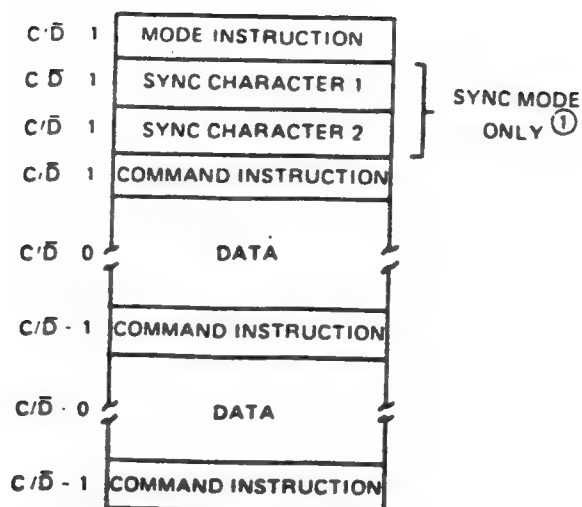 C/D̄ 1 MODE INSTRUCTION
C D̄ 1 SYNC CHARACTER 1
SYNC MODE
C/D̄ 1 SYNC CHARACTER 2
ONLY ①
C/D̄ 1 COMMAND INSTRUCTION
C/D̄ 0 DATA
C/D̄ - 1 COMMAND INSTRUCTION
C/D̄ · 0 DATA
C/D̄ - 1 COMMAND INSTRUCTION